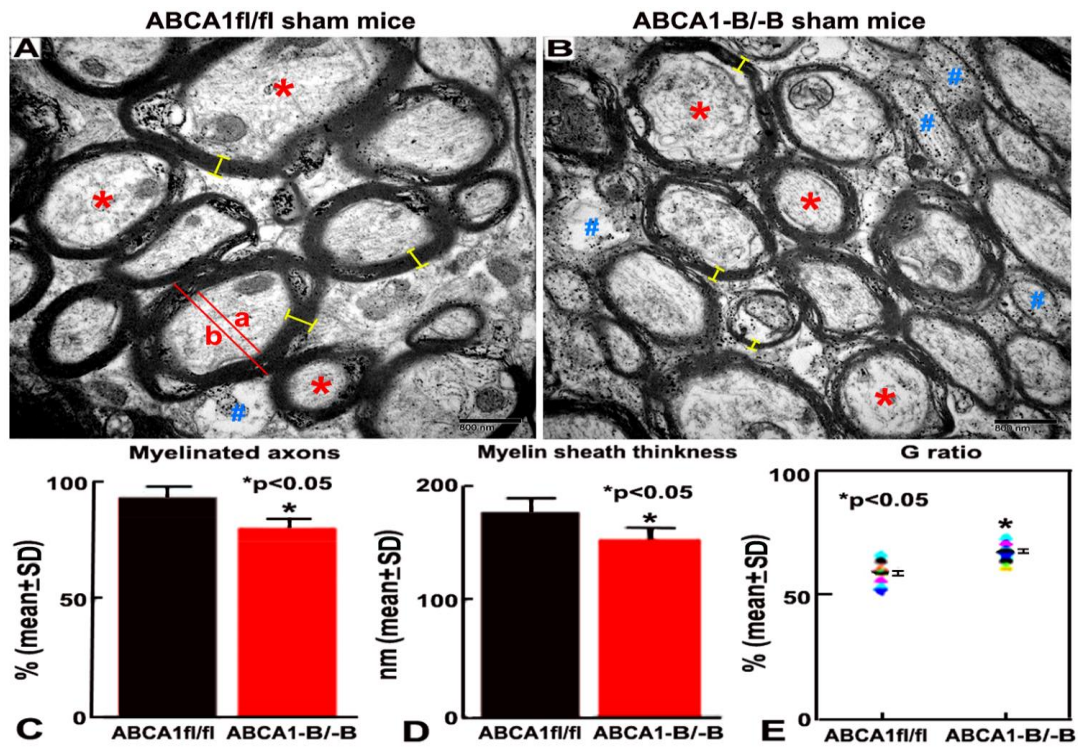 ABCA1fl/fl sham mice
ABCA1-B/-B sham mice
A
*
*
a
b
*
#
800 nm
B
*
#
#
*
#
#
*
800 nm
Myelinated axons
100
50
0
% (mean±SD)
*p<0.05
*
C
ABCA1fl/fl
ABCA1-B/-B
Myelin sheath thinkness
200
100
0
nm (mean±SD)
*p<0.05
*
D
ABCA1fl/fl
ABCA1-B/-B
G ratio
100
50
0
% (mean±SD)
*p<0.05
*
E
ABCA1fl/fl
ABCA1-B/-B